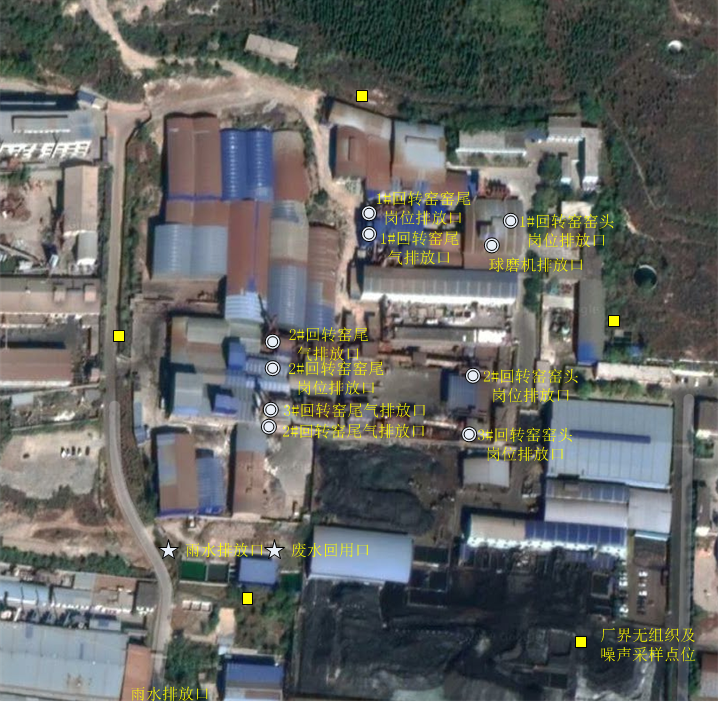 1#回转窑窑尾
岗位排放口
1#回转窑尾
气排放口
1#回转窑窑头
岗位排放口
球磨机排放口
2#回转窑尾
气排放口
2#回转窑窑尾
岗位排放口
2#回转窑窑头
岗位排放口
3#回转窑尾气排放口
2#回转窑尾气排放口
3#回转窑窑头
岗位排放口
雨水排放口
废水回用口
厂界无组织及
噪声采样点位
雨水排放口